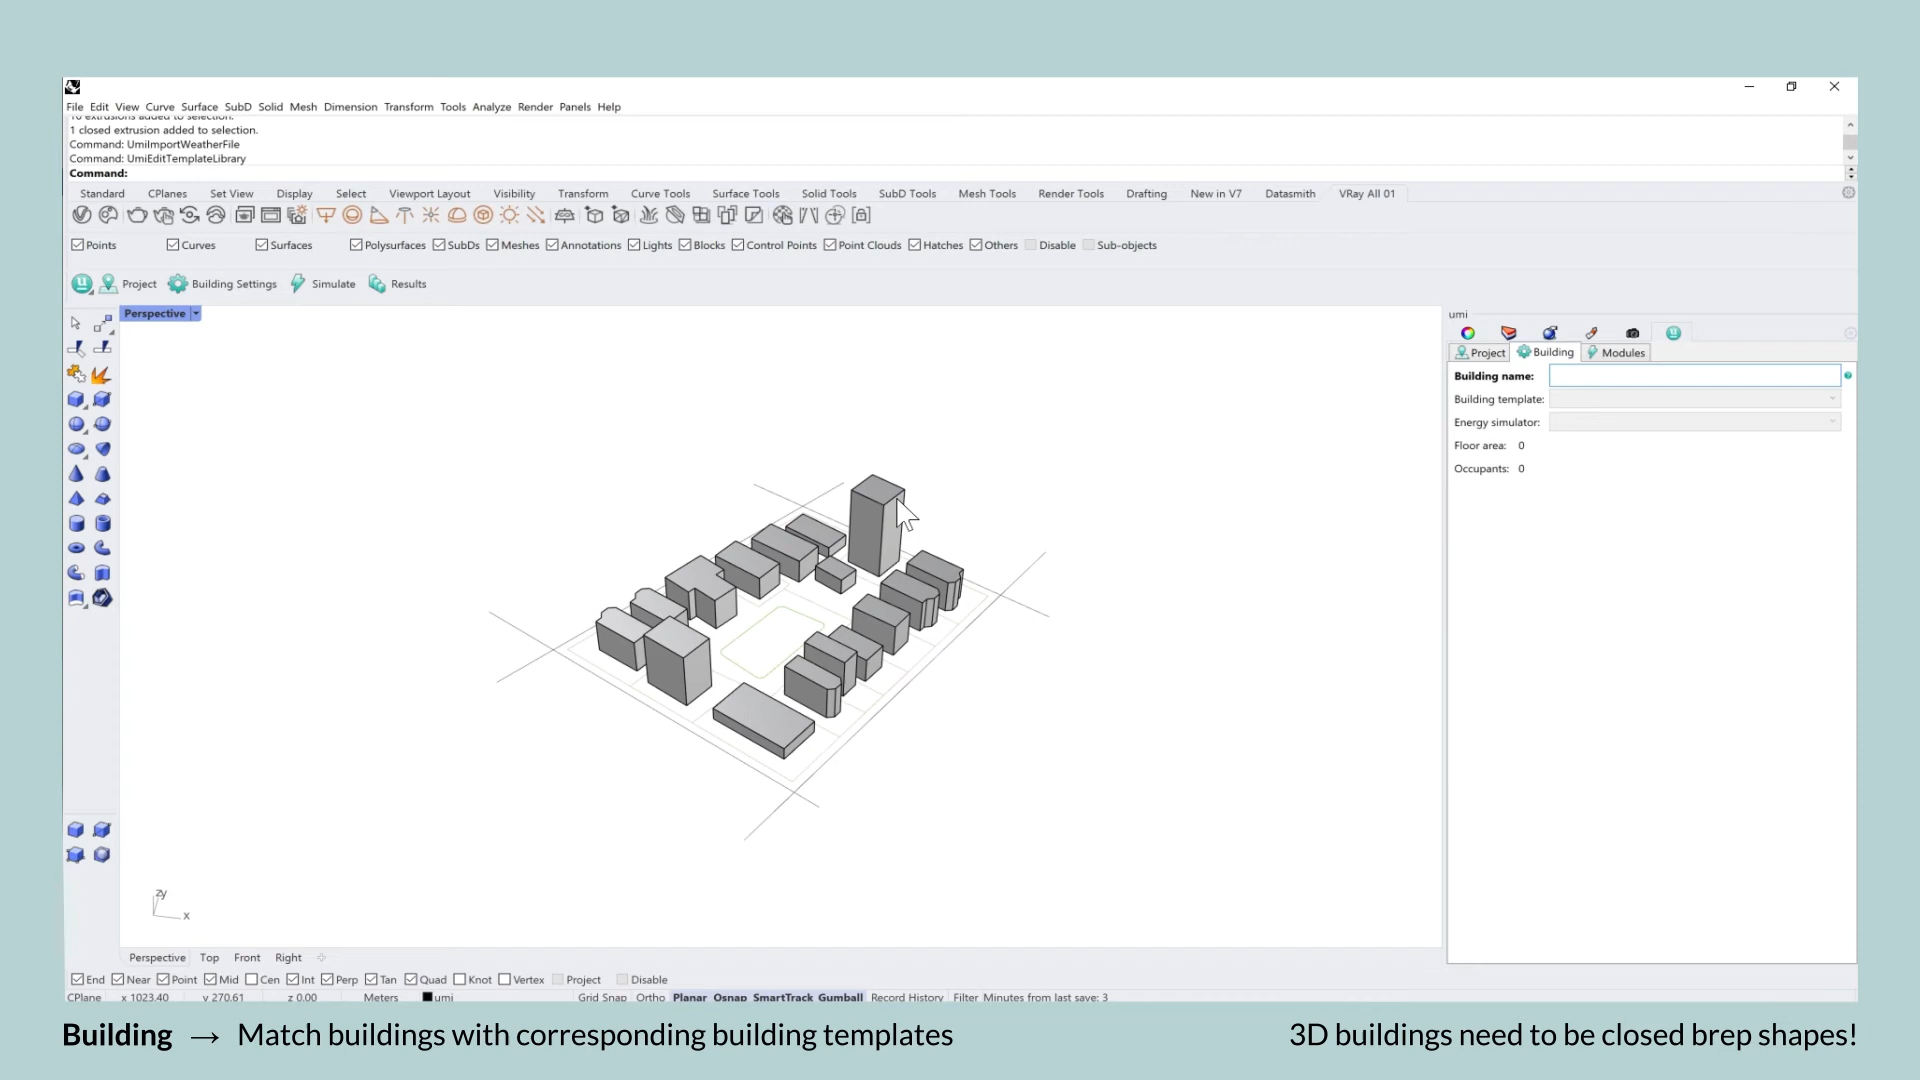 File Edit View Curve Surface SubD Solid Mesh Dimension Transform Tools Analyze Render Panels Help
10 extrusions added to selection.
1 closed extrusion added to selection.
Command: UmiImportWeatherFile
Command: UmiEditTemplateLibrary
Command:
Standard CPlanes Set View Display Select Viewport Layout Visibility Transform Curve Tools Surface Tools Solid Tools SubD Tools Mesh Tools Render Tools Drafting New in V7 Datasmith VRay All 01
Points Curves Surfaces Polysurfaces SubDs Meshes Annotations Lights Blocks Control Points Point Clouds Hatches Others Disable Sub-objects
Project Building Settings Simulate Results
Perspective
umi
Project Building Modules
Building name:
Building template:
Energy simulator:
Floor area: 0
Occupants: 0
zy
x
Perspective Top Front Right
End Near Point Mid Cen Int Perp Tan Quad Knot Vertex Project Disable
CPlane x 1023.40 y 270.61 z 0.00 Meters umi Grid Snap Ortho Planar Osnap SmartTrack Gumball Record History Filter Minutes from last save: 3
Building → Match buildings with corresponding building templates
3D buildings need to be closed brep shapes!